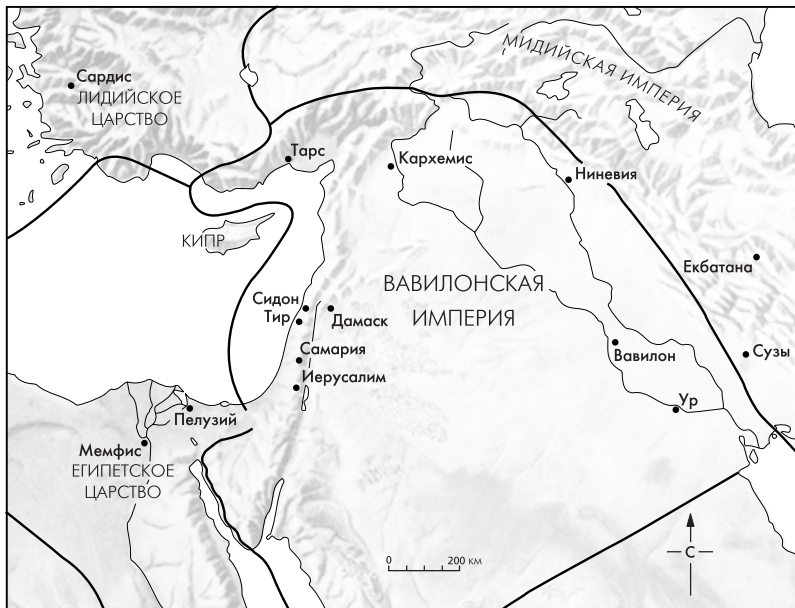 МИДИЙСКАЯ ИМПЕРИЯ
Сардис
ЛИДИЙСКОЕ
ЦАРСТВО
Тарс
Кархемис
Ниневия
КИПР
Екбатана
ВАВИЛОНСКАЯ
ИМПЕРИЯ
Сидон
Тир
Дамаск
Вавилон
Сузы
Самария
Иерусалим
Ур
Пелузий
Мемфис
ЕГИПЕТСКОЕ
ЦАРСТВО
С
0 200 КМ